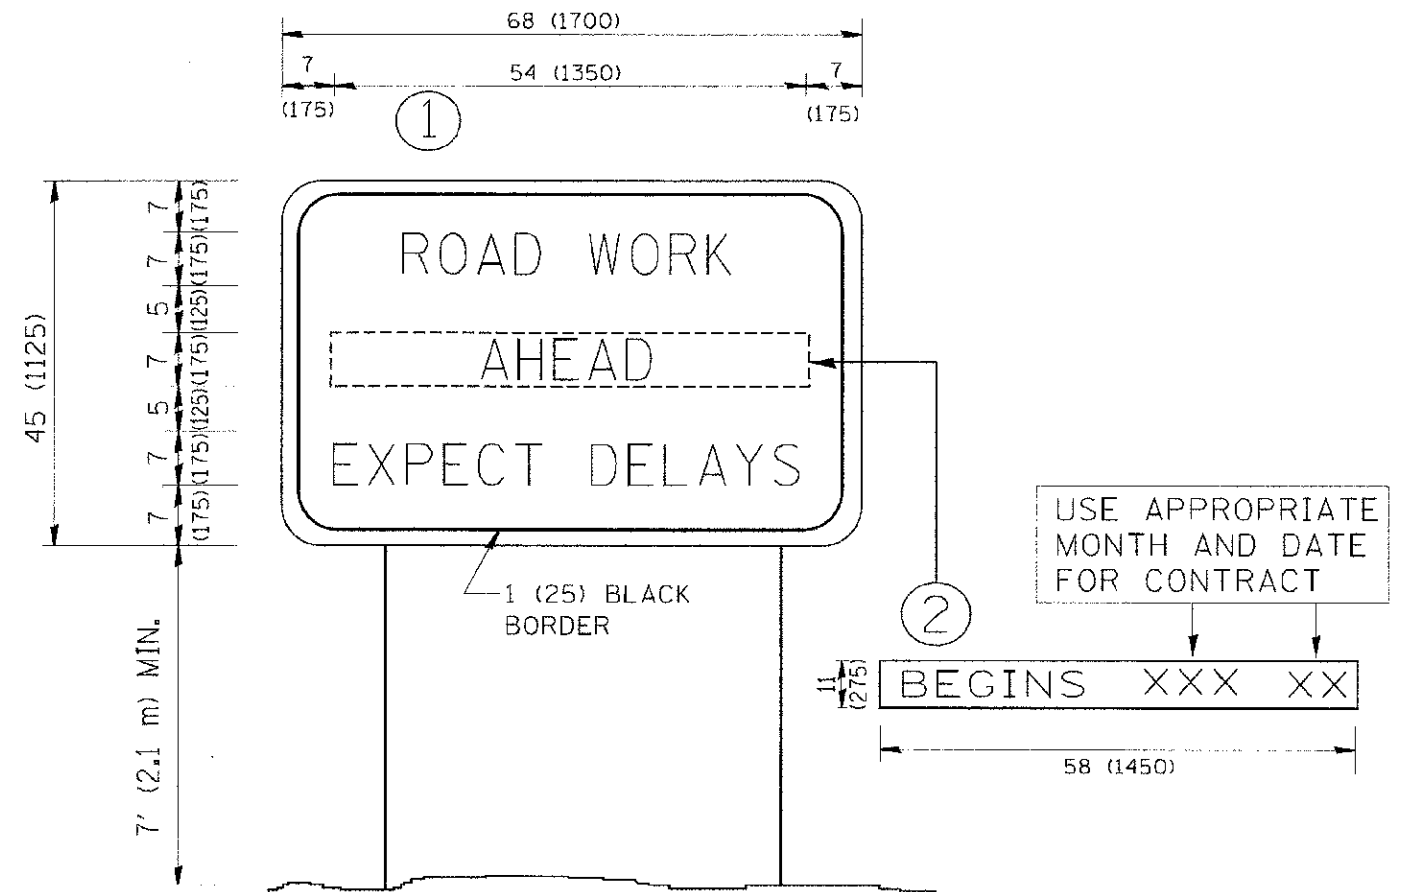 68 (1700)
7
54 (1350)
7
(175)
(175)
1
45 (1125)
7 (175)
7 (175)
5 (125)
7 (175)
5 (125)
7 (175)
7 (175)
ROAD WORK
AHEAD
EXPECT DELAYS
1 (25) BLACK
BORDER
7' (2.1 m) MIN.
2
USE APPROPRIATE
MONTH AND DATE
FOR CONTRACT
11
(275)
BEGINS XXX XX
58 (1450)